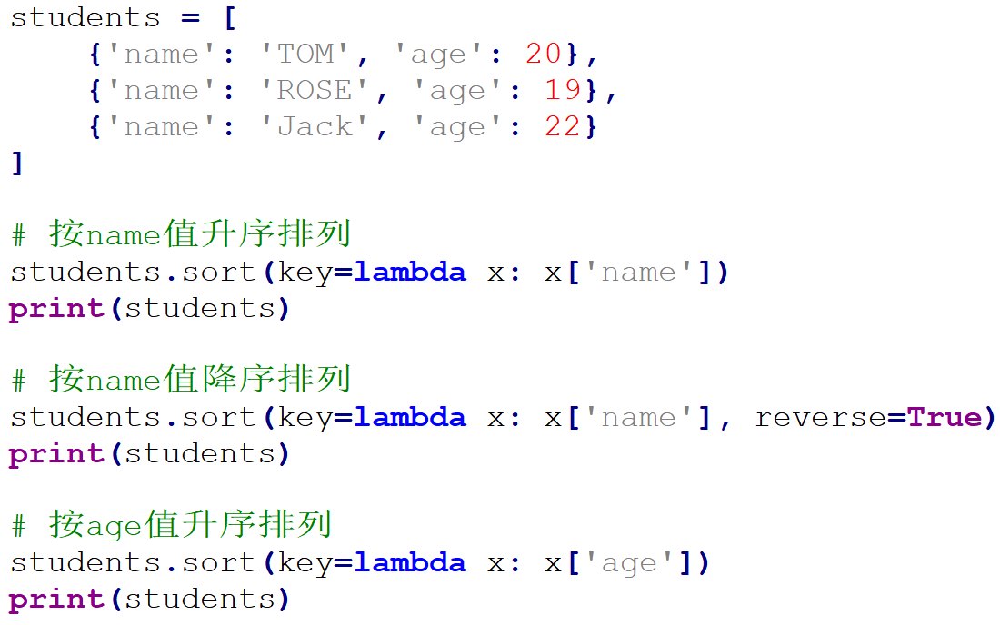 students = [
    {'name': 'TOM', 'age': 20},
    {'name': 'ROSE', 'age': 19},
    {'name': 'Jack', 'age': 22}
]
# 按name值升序排列
students.sort(key=lambda x: x['name'])
print(students)
# 按name值降序排列
students.sort(key=lambda x: x['name'], reverse=True)
print(students)
# 按age值升序排列
students.sort(key=lambda x: x['age'])
print(students)